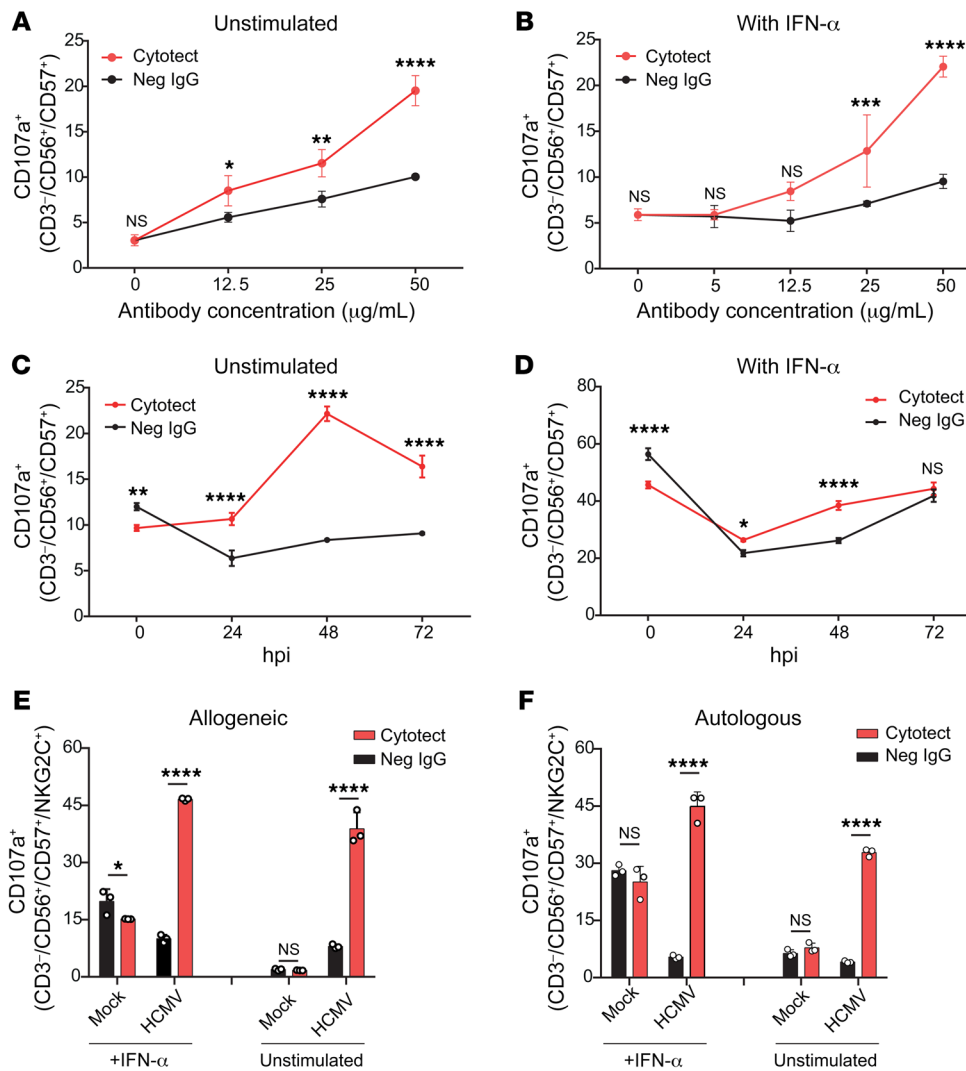 A
Unstimulated
CD107a⁺
(CD3⁻/CD56⁺/CD57⁺)
25
20
15
10
5
0
Cytotect
Neg IgG
NS
*
**
****
0 12.5 25 50
Antibody concentration (μg/mL)
B
With IFN-α
CD107a⁺
(CD3⁻/CD56⁺/CD57⁺)
25
20
15
10
5
0
Cytotect
Neg IgG
NS
NS
NS
***
****
0 5 12.5 25 50
Antibody concentration (μg/mL)
C
Unstimulated
CD107a⁺
(CD3⁻/CD56⁺/CD57⁺)
25
20
15
10
5
0
Cytotect
Neg IgG
**
****
****
****
0 24 48 72
hpi
D
With IFN-α
CD107a⁺
(CD3⁻/CD56⁺/CD57⁺)
80
60
40
20
0
Cytotect
Neg IgG
****
*
****
NS
0 24 48 72
hpi
E
Allogeneic
CD107a⁺
(CD3⁻/CD56⁺/CD57⁺/NKG2C⁺)
60
45
30
15
0
Cytotect
Neg IgG
*
****
NS
****
Mock HCMV Mock HCMV
+IFN-α Unstimulated
F
Autologous
CD107a⁺
(CD3⁻/CD56⁺/CD57⁺/NKG2C⁺)
60
45
30
15
0
Cytotect
Neg IgG
NS
****
NS
****
Mock HCMV Mock HCMV
+IFN-α Unstimulated